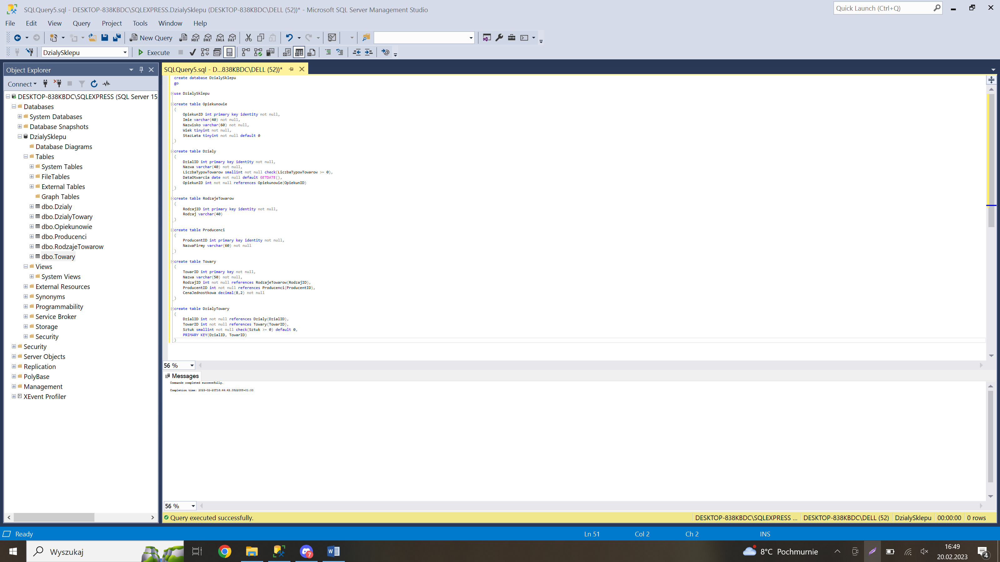 SQLQuery5.sql - DESKTOP-838KBDC\SQLEXPRESS.DzialySklepu (DESKTOP-838KBDC\DELL (52))* - Microsoft SQL Server Management Studio
Quick Launch (Ctrl+Q)
File Edit View Query Project Tools Window Help
New Query MDX DMX XMLA DAX
DzialySklepu Execute
Object Explorer
Connect
DESKTOP-838KBDC\SQLEXPRESS (SQL Server 15
Databases
System Databases
Database Snapshots
DzialySklepu
Database Diagrams
Tables
System Tables
FileTables
External Tables
Graph Tables
dbo.Dzialy
dbo.DzialyTowary
dbo.Opiekunowie
dbo.Producenci
dbo.RodzajeTowarow
dbo.Towary
Views
System Views
External Resources
Synonyms
Programmability
Service Broker
Storage
Security
Security
Server Objects
Replication
PolyBase
Management
XEvent Profiler
SQLQuery5.sql - D...838KBDC\DELL (52))*
create database DzialySklepu
go
use DzialySklepu
create table Opiekunowie
(
OpiekunID int primary key identity not null,
Imie varchar(40) not null,
Nazwisko varchar(60) not null,
Wiek tinyint not null,
StazLata tinyint not null default 0
)
create table Dzialy
(
DzialID int primary key identity not null,
Nazwa varchar(40) not null,
LiczbaTypowTowarow smallint not null check(LiczbaTypowTowarow >= 0),
DataOtwarcia date not null default GETDATE(),
OpiekunID int not null references Opiekunowie(OpiekunID)
)
create table RodzajeTowarow
(
RodzajID int primary key identity not null,
Rodzaj varchar(40)
)
create table Producenci
(
ProducentID int primary key identity not null,
NazwaFirmy varchar(60) not null
)
create table Towary
(
TowarID int primary key not null,
Nazwa varchar(50) not null,
RodzajID int not null references RodzajeTowarow(RodzajID),
ProducentID int not null references Producenci(ProducentID),
CenaJednostkowa decimal(8,2) not null
)
create table DzialyTowary
(
DzialID int not null references Dzialy(DzialID),
TowarID int not null references Towary(TowarID),
Sztuk smallint not null check(Sztuk >= 0) default 0,
PRIMARY KEY(DzialID, TowarID)
)
56 %
Messages
Commands completed successfully.
Completion time: 2023-02-20T16:44:43.0522088+01:00
56 %
Query executed successfully. DESKTOP-838KBDC\SQLEXPRESS ... DESKTOP-838KBDC\DELL (52) DzialySklepu 00:00:00 0 rows
Ready Ln 51 Col 2 Ch 2 INS
Wyszukaj 7 8°C Pochmurnie 16:49
20.02.2023 4